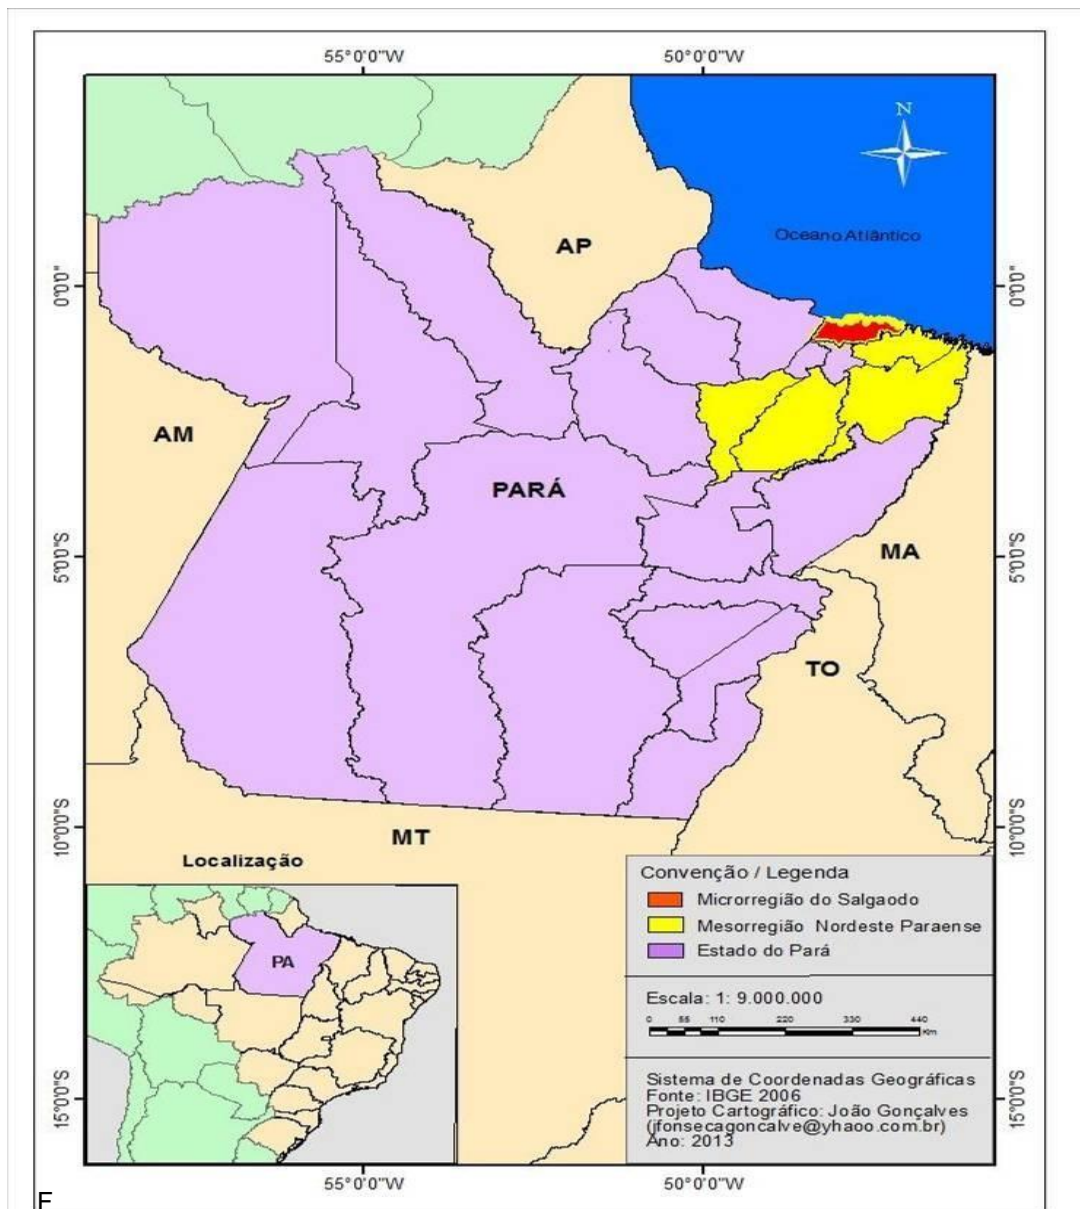 55°0'0"W
50°0'0"W
N
Oceano Atlântico
AP
0°0'0"
0°0'0"
AM
PARÁ
MA
5°0'0"S
5°0'0"S
TO
10°0'0"S
10°0'0"S
MT
Localização
PA
Convenção / Legenda
Microrregião do Salgaodo
Mesorregião Nordeste Paraense
Estado do Pará
Escala: 1: 9.000.000
0 55 110 220 330 440
Km
Sistema de Coordenadas Geográficas
Fonte: IBGE 2006
Projeto Cartográfico: João Gonçalves
(jfonsecagoncalve@yhaoo.com.br)
Ano: 2013
15°0'0"S
15°0'0"S
55°0'0"W
50°0'0"W
F